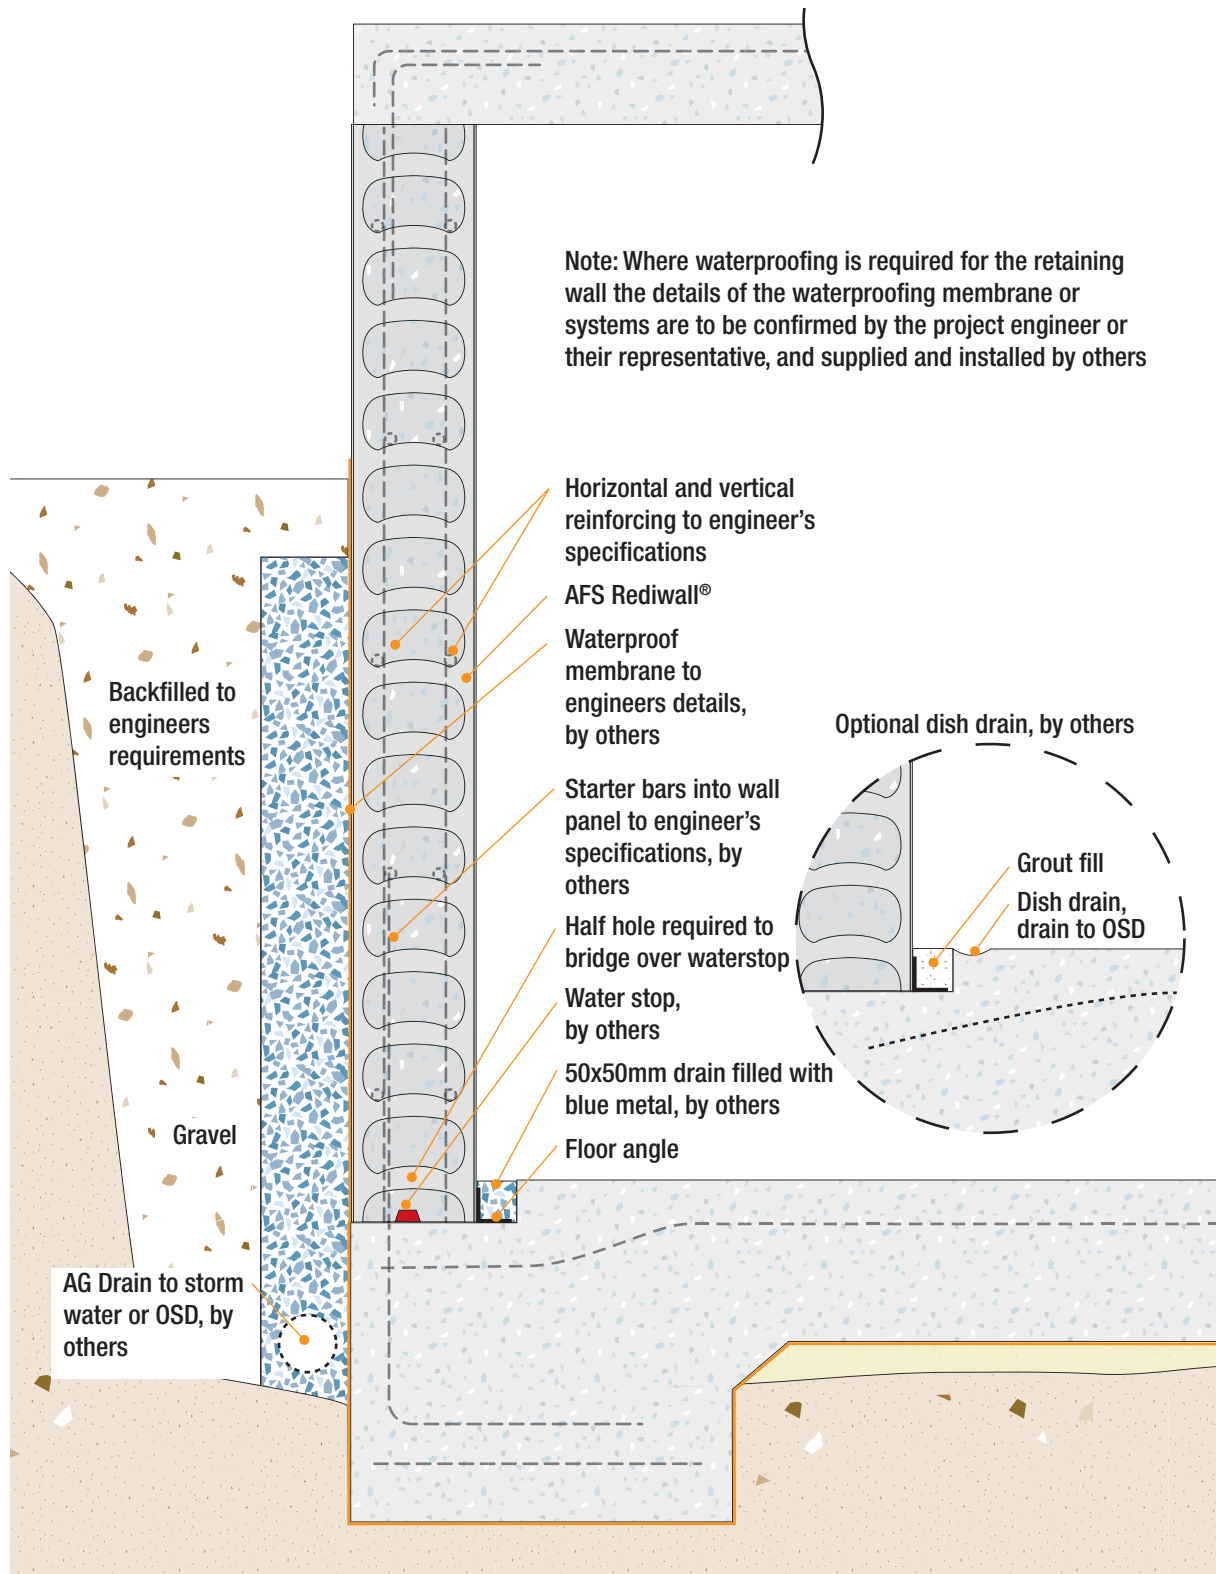 Note: Where waterproofing is required for the retaining
wall the details of the waterproofing membrane or
systems are to be confirmed by the project engineer or
their representative, and supplied and installed by others
Horizontal and vertical
reinforcing to engineer's
specifications
AFS Rediwall®
Waterproof
membrane to
engineers details,
by others
Starter bars into wall
panel to engineer's
specifications, by
others
Half hole required to
bridge over waterstop
Water stop,
by others
50x50mm drain filled with
blue metal, by others
Floor angle
Backfilled to
engineers
requirements
Gravel
AG Drain to storm
water or OSD, by
others
Optional dish drain, by others
Grout fill
Dish drain,
drain to OSD